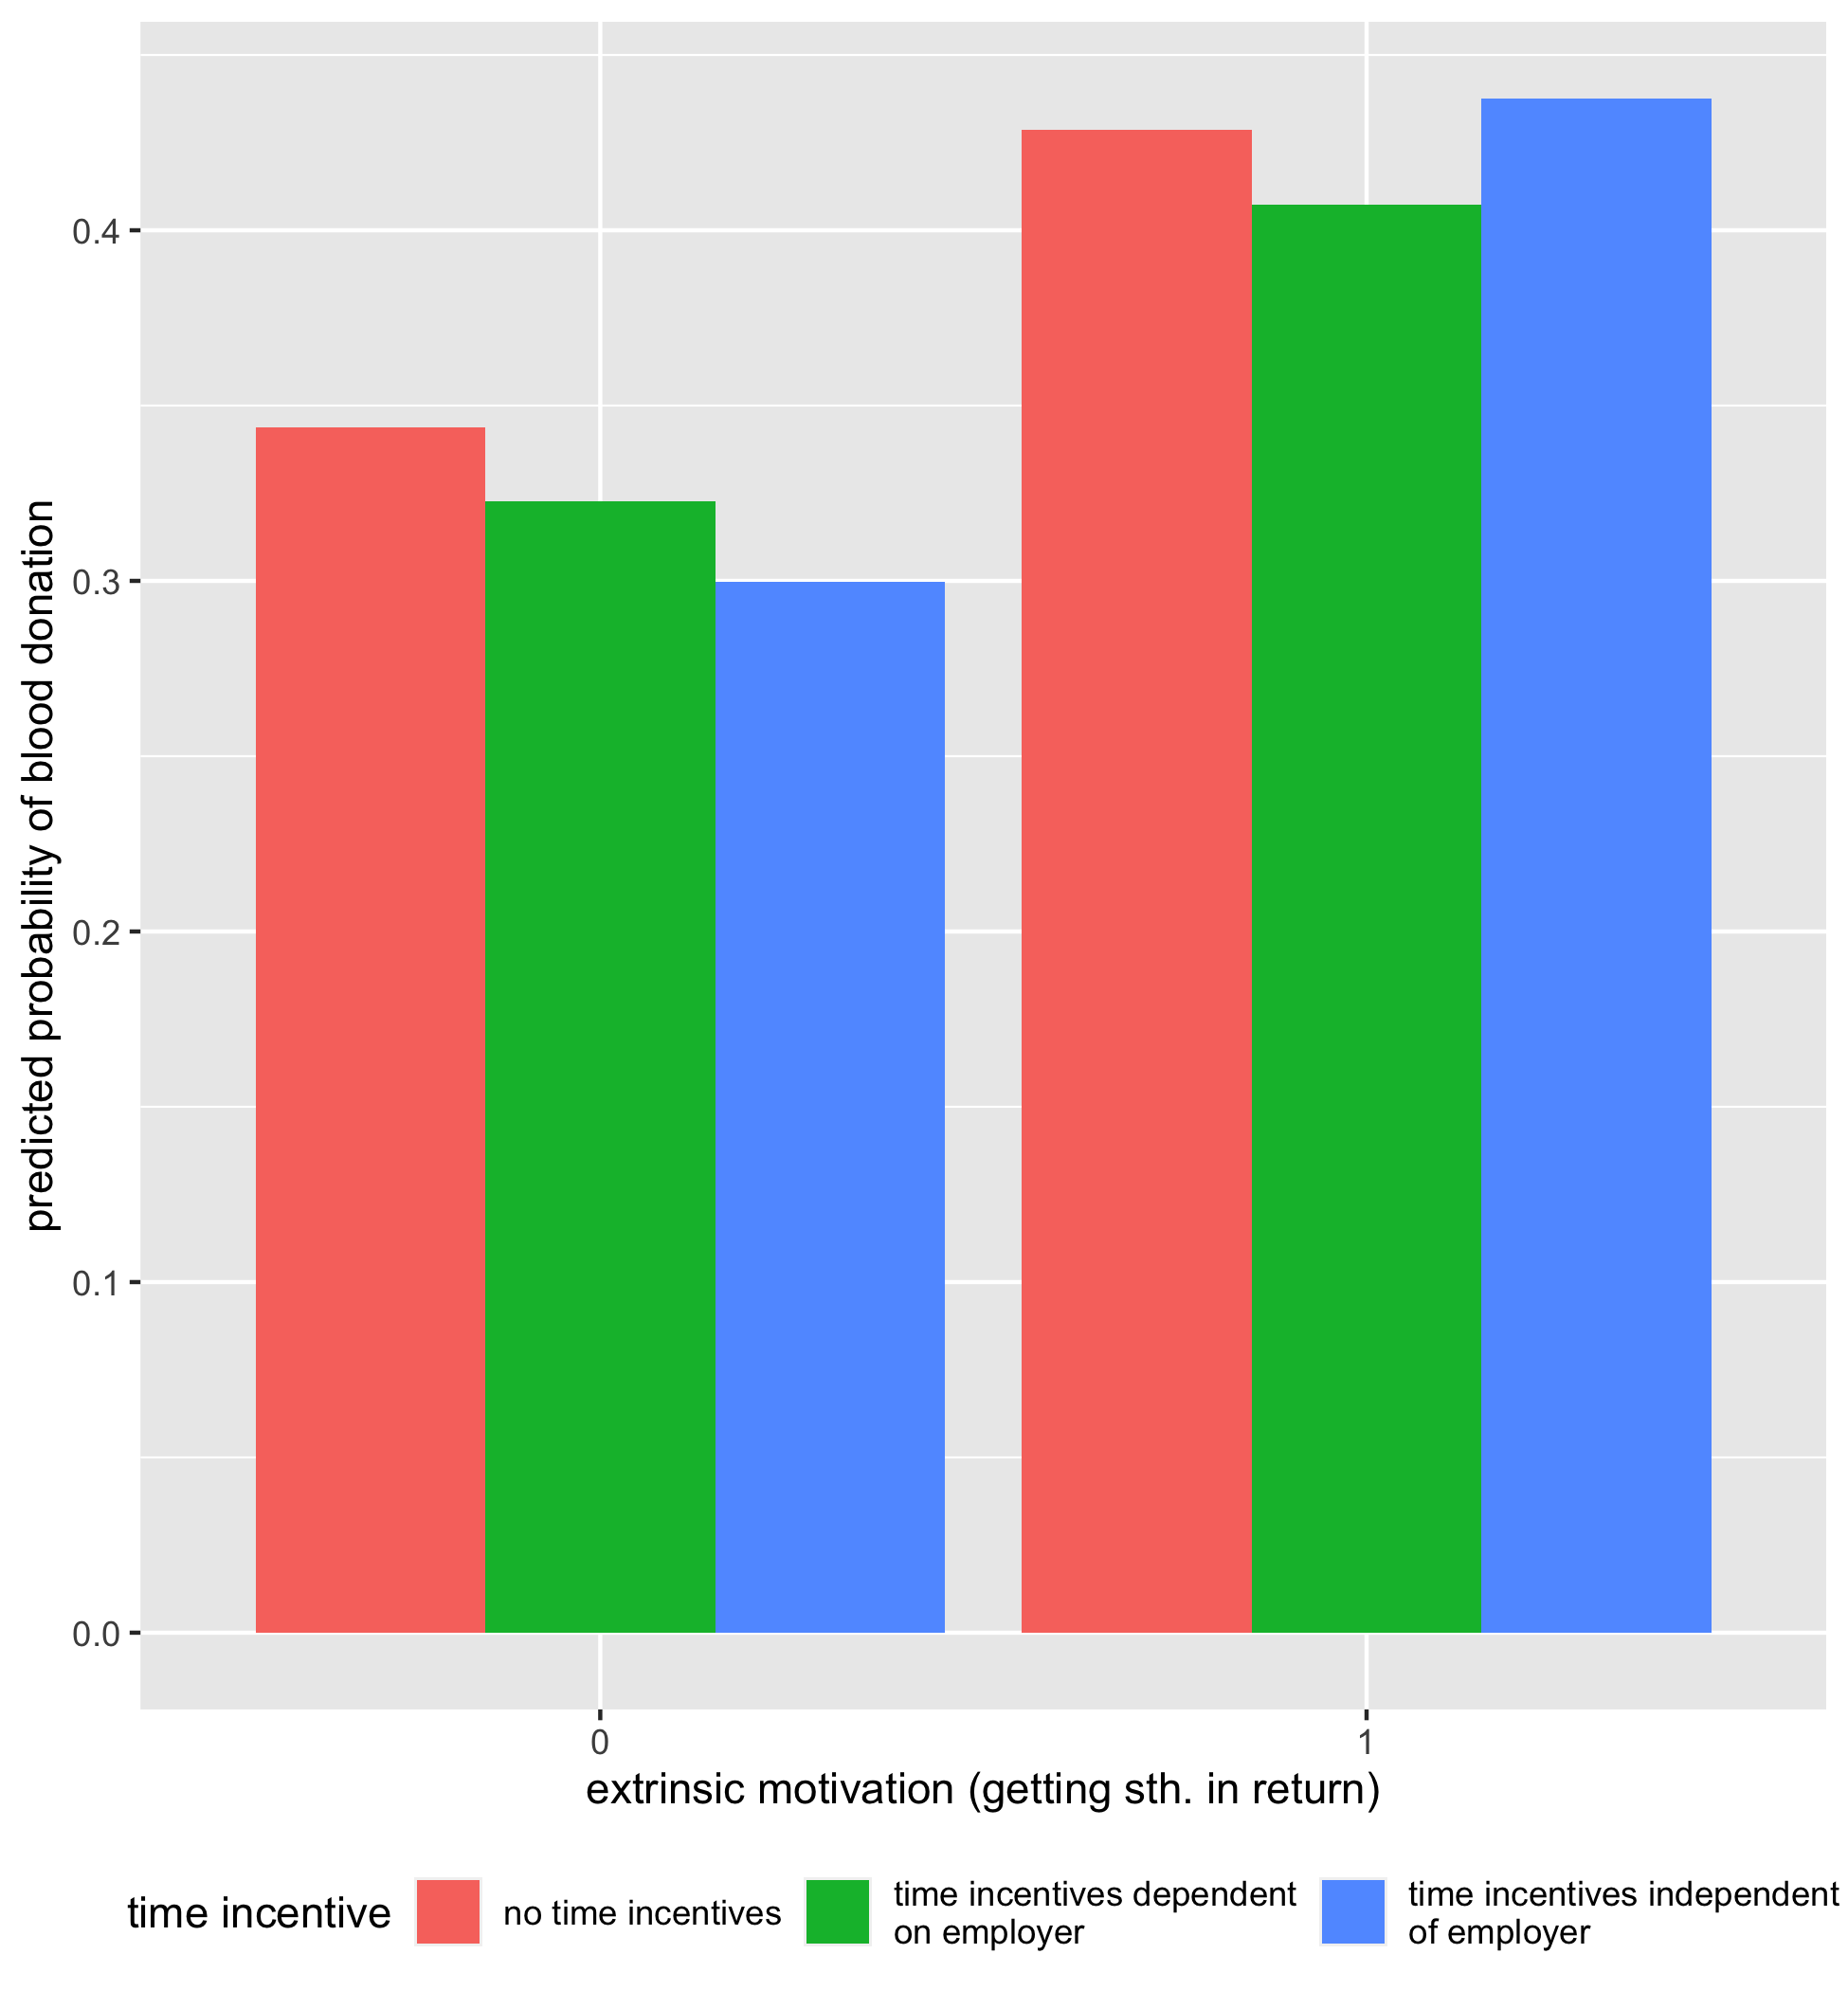 predicted probability of blood donation
0.4
0.3
0.2
0.1
0.0
0 1
extrinsic motivation (getting sth. in return)
time incentive
no time incentives
time incentives dependent
on employer
time incentives independent
of employer